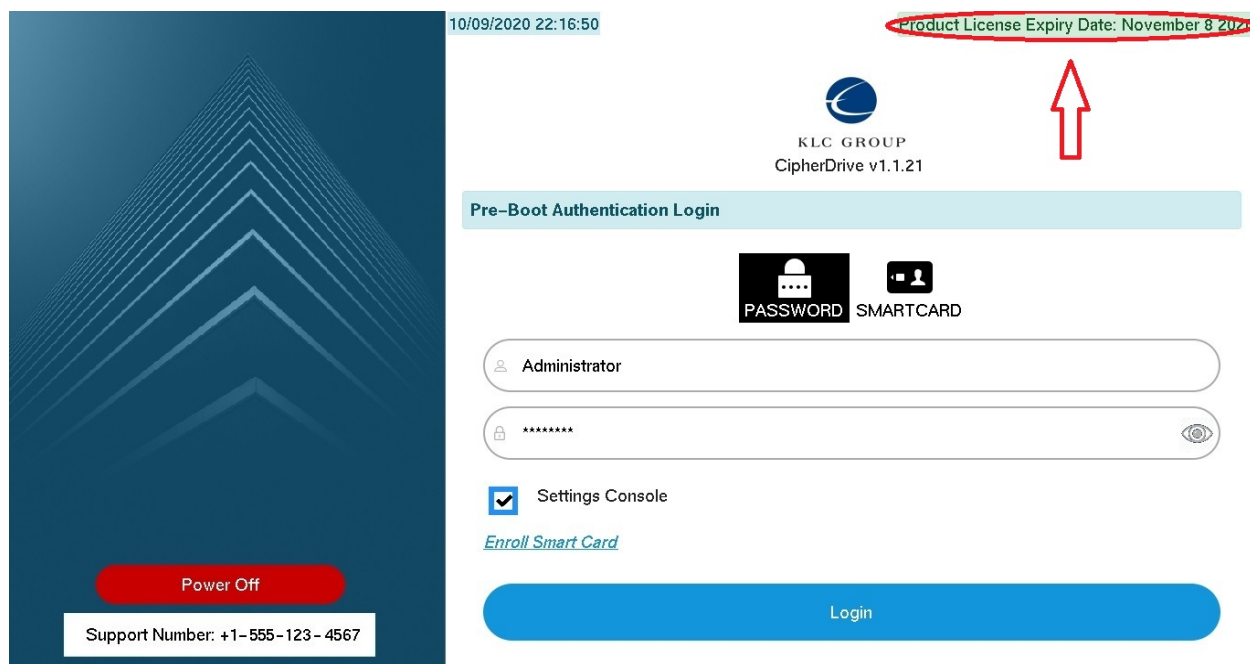 10/09/2020 22:16:50
Product License Expiry Date: November 8
KLC GROUP
CipherDrive v1.1.21
Pre-Boot Authentication Login
PASSWORD SMARTCARD
Administrator
********
Settings Console
Enroll Smart Card
Login
Power Off
Support Number: +1-555-123-4567